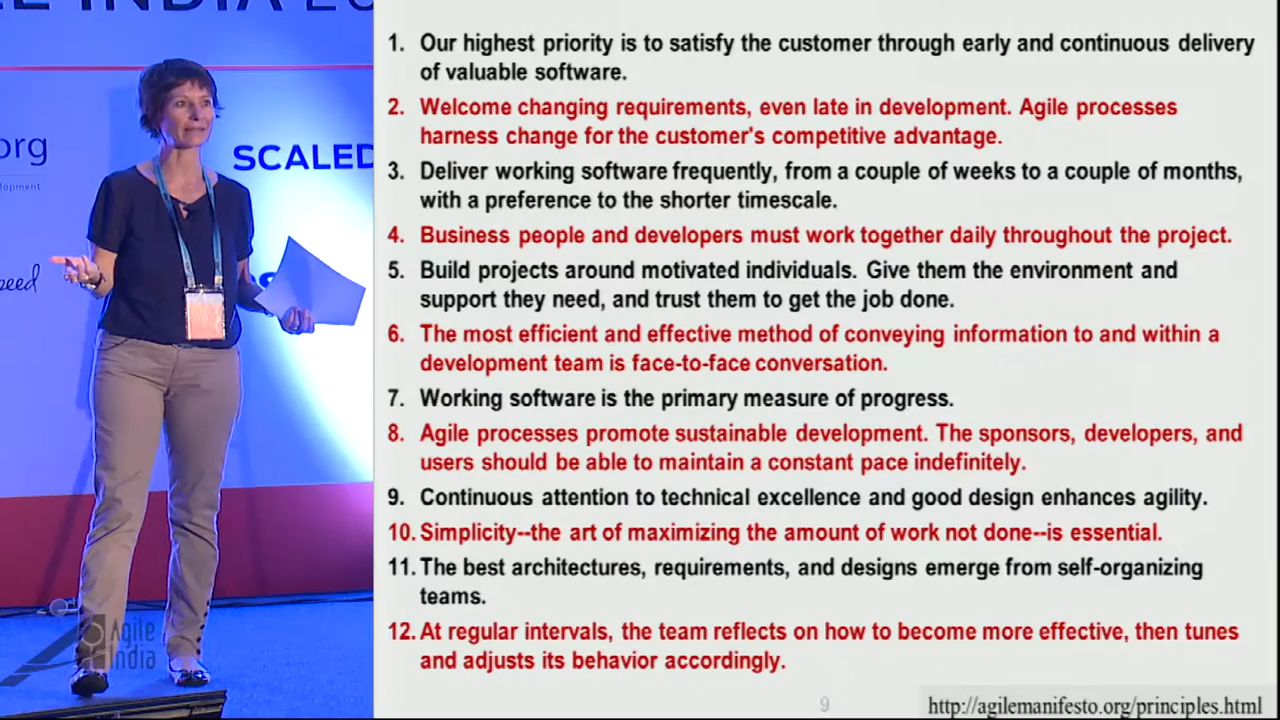 LE INDIA 20
org
SCALED
lopment
peed
Agile
India
1. Our highest priority is to satisfy the customer through early and continuous delivery
of valuable software.
2. Welcome changing requirements, even late in development. Agile processes
harness change for the customer's competitive advantage.
3. Deliver working software frequently, from a couple of weeks to a couple of months,
with a preference to the shorter timescale.
4. Business people and developers must work together daily throughout the project.
5. Build projects around motivated individuals. Give them the environment and
support they need, and trust them to get the job done.
6. The most efficient and effective method of conveying information to and within a
development team is face-to-face conversation.
7. Working software is the primary measure of progress.
8. Agile processes promote sustainable development. The sponsors, developers, and
users should be able to maintain a constant pace indefinitely.
9. Continuous attention to technical excellence and good design enhances agility.
10. Simplicity--the art of maximizing the amount of work not done--is essential.
11. The best architectures, requirements, and designs emerge from self-organizing
teams.
12. At regular intervals, the team reflects on how to become more effective, then tunes
and adjusts its behavior accordingly.
9
http://agilemanifesto.org/principles.html